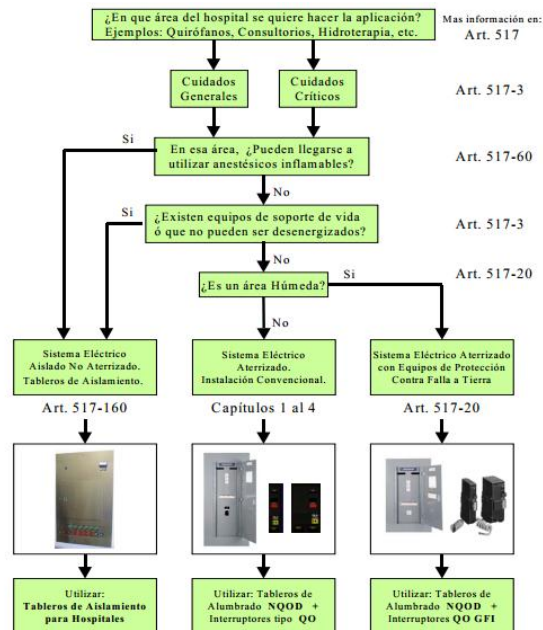 ¿En que área del hospital se quiere hacer la aplicación?
Ejemplos: Quirófanos, Consultorios, Hidroterapia, etc.
Mas información en:
Art. 517
Cuidados
Generales
Cuidados
Críticos
Art. 517-3
Si
En esa área, ¿Pueden llegarse a
utilizar anestésicos inflamables?
Art. 517-60
No
Si
¿Existen equipos de soporte de vida
ó que no pueden ser desenergizados?
Art. 517-3
No
¿Es un área Húmeda?
Si
Art. 517-20
No
Sistema Eléctrico
Aislado No Aterrizado.
Tableros de Aislamiento.
Sistema Eléctrico
Aterrizado.
Instalación Convencional.
Sistema Eléctrico Aterrizado
con Equipos de Protección
Contra Falla a Tierra
Art. 517-160
Capítulos 1 al 4
Art. 517-20
Utilizar:
Tableros de Aislamiento
para Hospitales
Utilizar: Tableros de
Alumbrado NQOD +
Interruptores tipo QO
Utilizar: Tableros de
Alumbrado NQOD +
Interruptores QO GFI